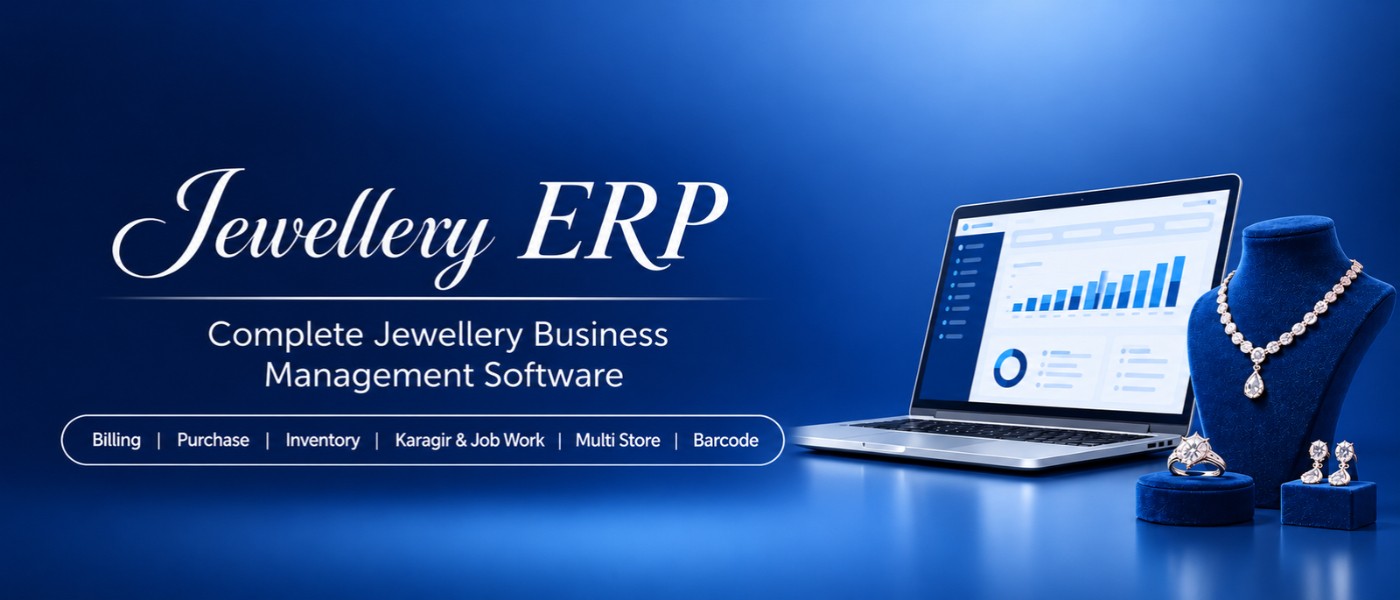 Jewellery ERP
Complete Jewellery Business
Management Software
Billing | Purchase | Inventory | Karagir & Job Work | Multi Store | Barcode